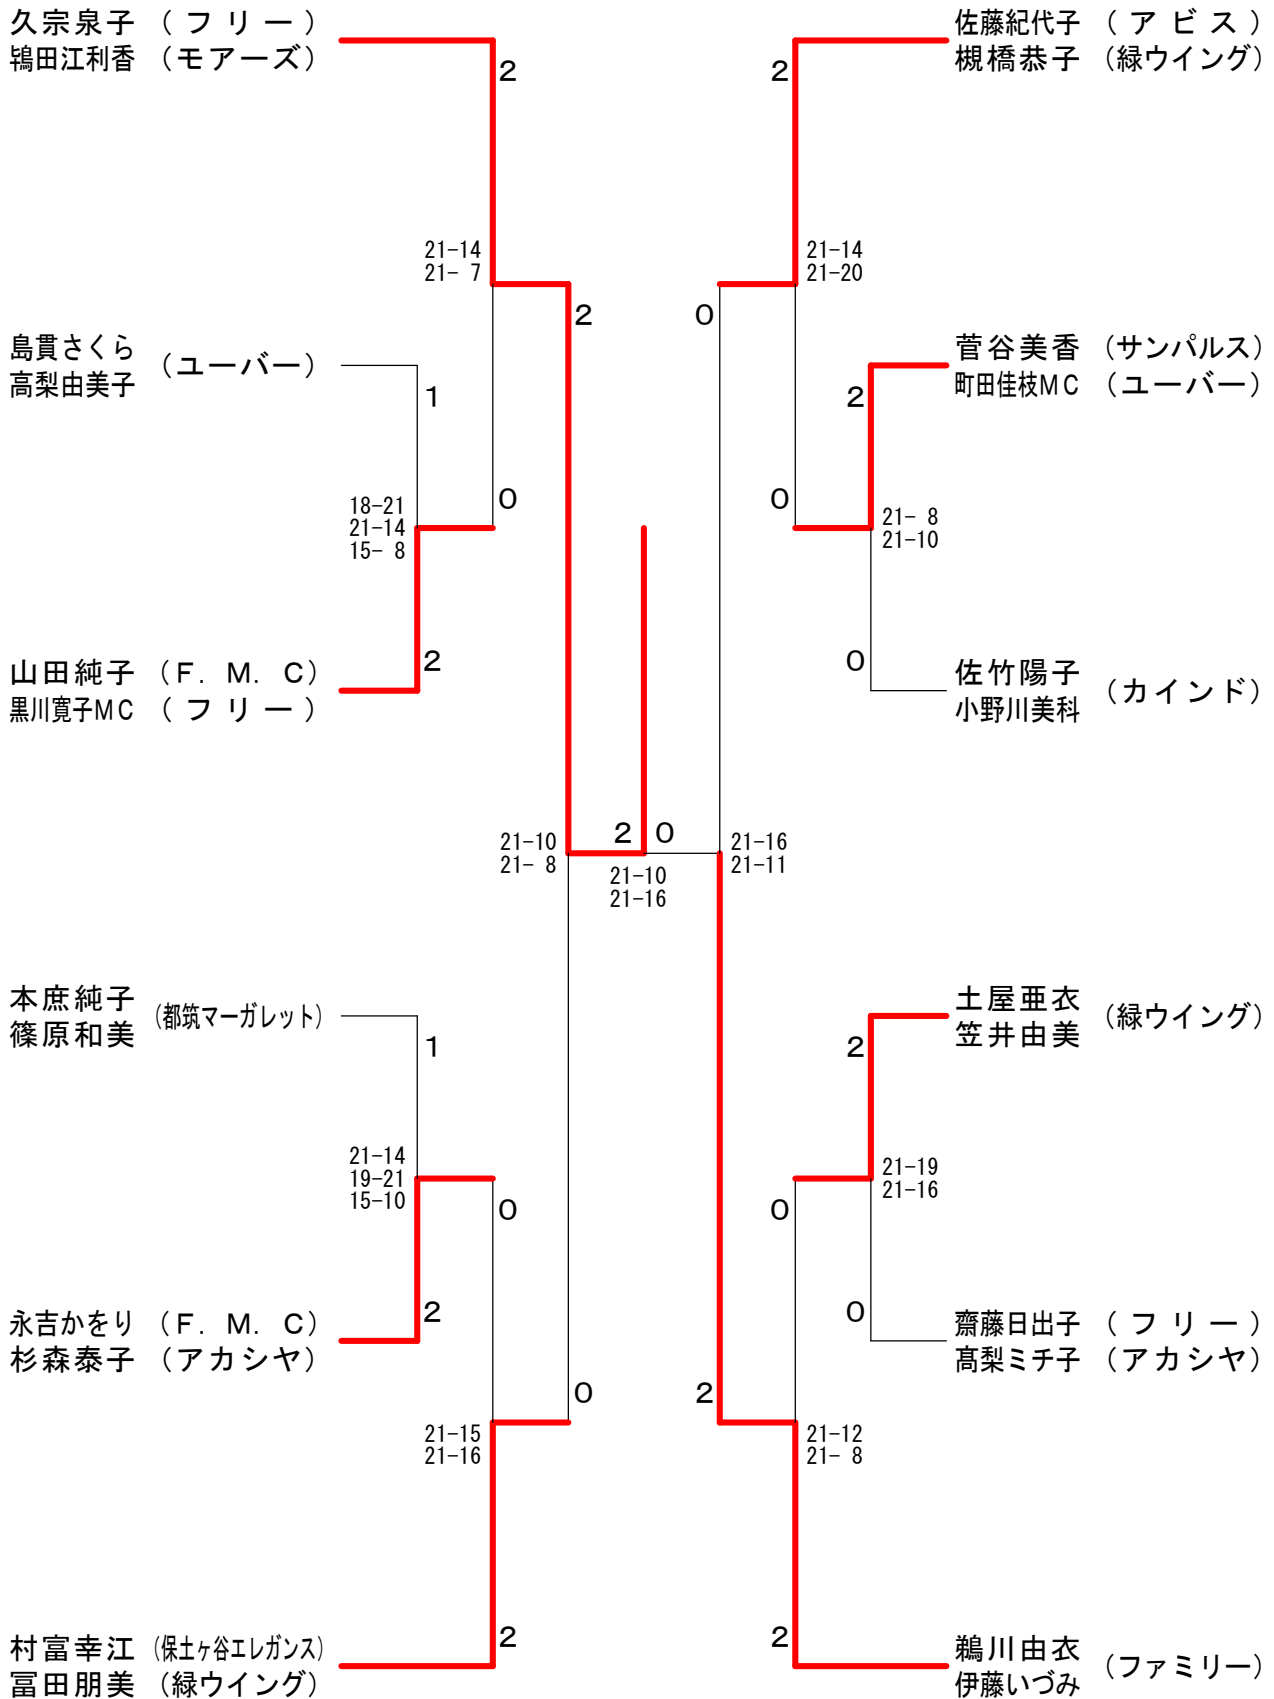 久宗泉子 （フリー）
鴇田江利香 （モアーズ）
2
21-14
21- 7
島貫さくら
高梨由美子
（ユーバー）
1
18-21
21-14
15- 8
0
山田純子 （F. M. C）
黒川寛子MC （フリー）
2
2
21-10
21- 8
2
0
21-10
21-16
本庶純子
篠原和美
（都筑マーガレット）
1
21-14
19-21
15-10
0
永吉かをり （F. M. C）
杉森泰子 （アカシヤ）
2
0
21-15
21-16
村富幸江 （保土ヶ谷エレガンス）
冨田朋美 （緑ウイング）
2
佐藤紀代子 （アビス）
槻橋恭子 （緑ウイング）
2
21-14
21-20
0
菅谷美香 （サンパルス）
町田佳枝MC （ユーバー）
2
0
21- 8
21-10
佐竹陽子
小野川美科
（カインド）
0
21-16
21-11
土屋亜衣
笠井由美
（緑ウイング）
2
21-19
21-16
0
齋藤日出子 （フリー）
髙梨ミチ子 （アカシヤ）
0
2
21-12
21- 8
鵜川由衣
伊藤いづみ
（ファミリー）
2